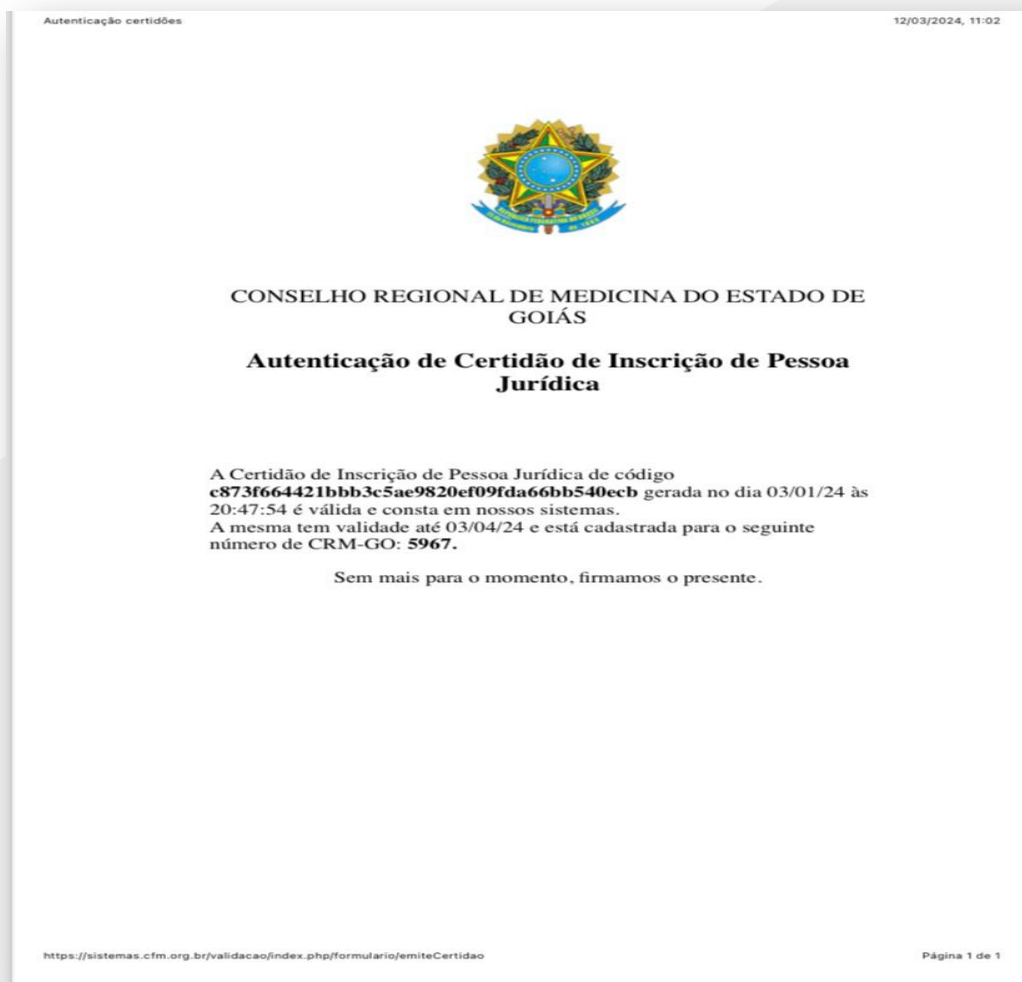 Autenticação certidões
12/03/2024, 11:02
CONSELHO REGIONAL DE MEDICINA DO ESTADO DE
GOIÁS
Autenticação de Certidão de Inscrição de Pessoa
Jurídica
A Certidão de Inscrição de Pessoa Jurídica de código
c873f664421bbb3c5ae9820ef09fda66bb540ecb gerada no dia 03/01/24 às
20:47:54 é válida e consta em nossos sistemas.
A mesma tem validade até 03/04/24 e está cadastrada para o seguinte
número de CRM-GO: 5967.
Sem mais para o momento, firmamos o presente.
https://sistemas.cfm.org.br/validacao/index.php/formulario/emiteCertidao
Página 1 de 1